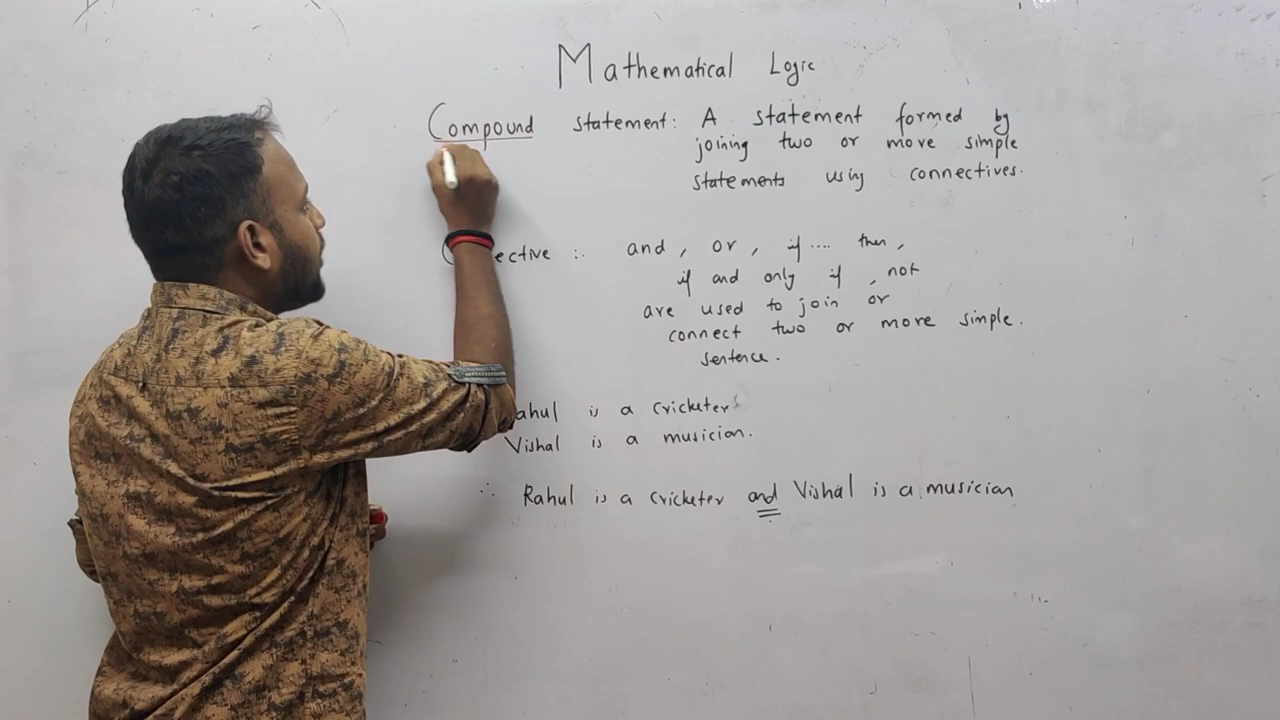 Mathematical Logic
Compound statement: A statement formed by
joining two or move simple
statements using connectives.
ective :. and, or, if .... then,
if and only if, not
are used to join or
connect two or more simple.
sentence.
ahul is a cricketer
Vishal is a musician.
∴ Rahul is a cricketer and Vishal is a musician